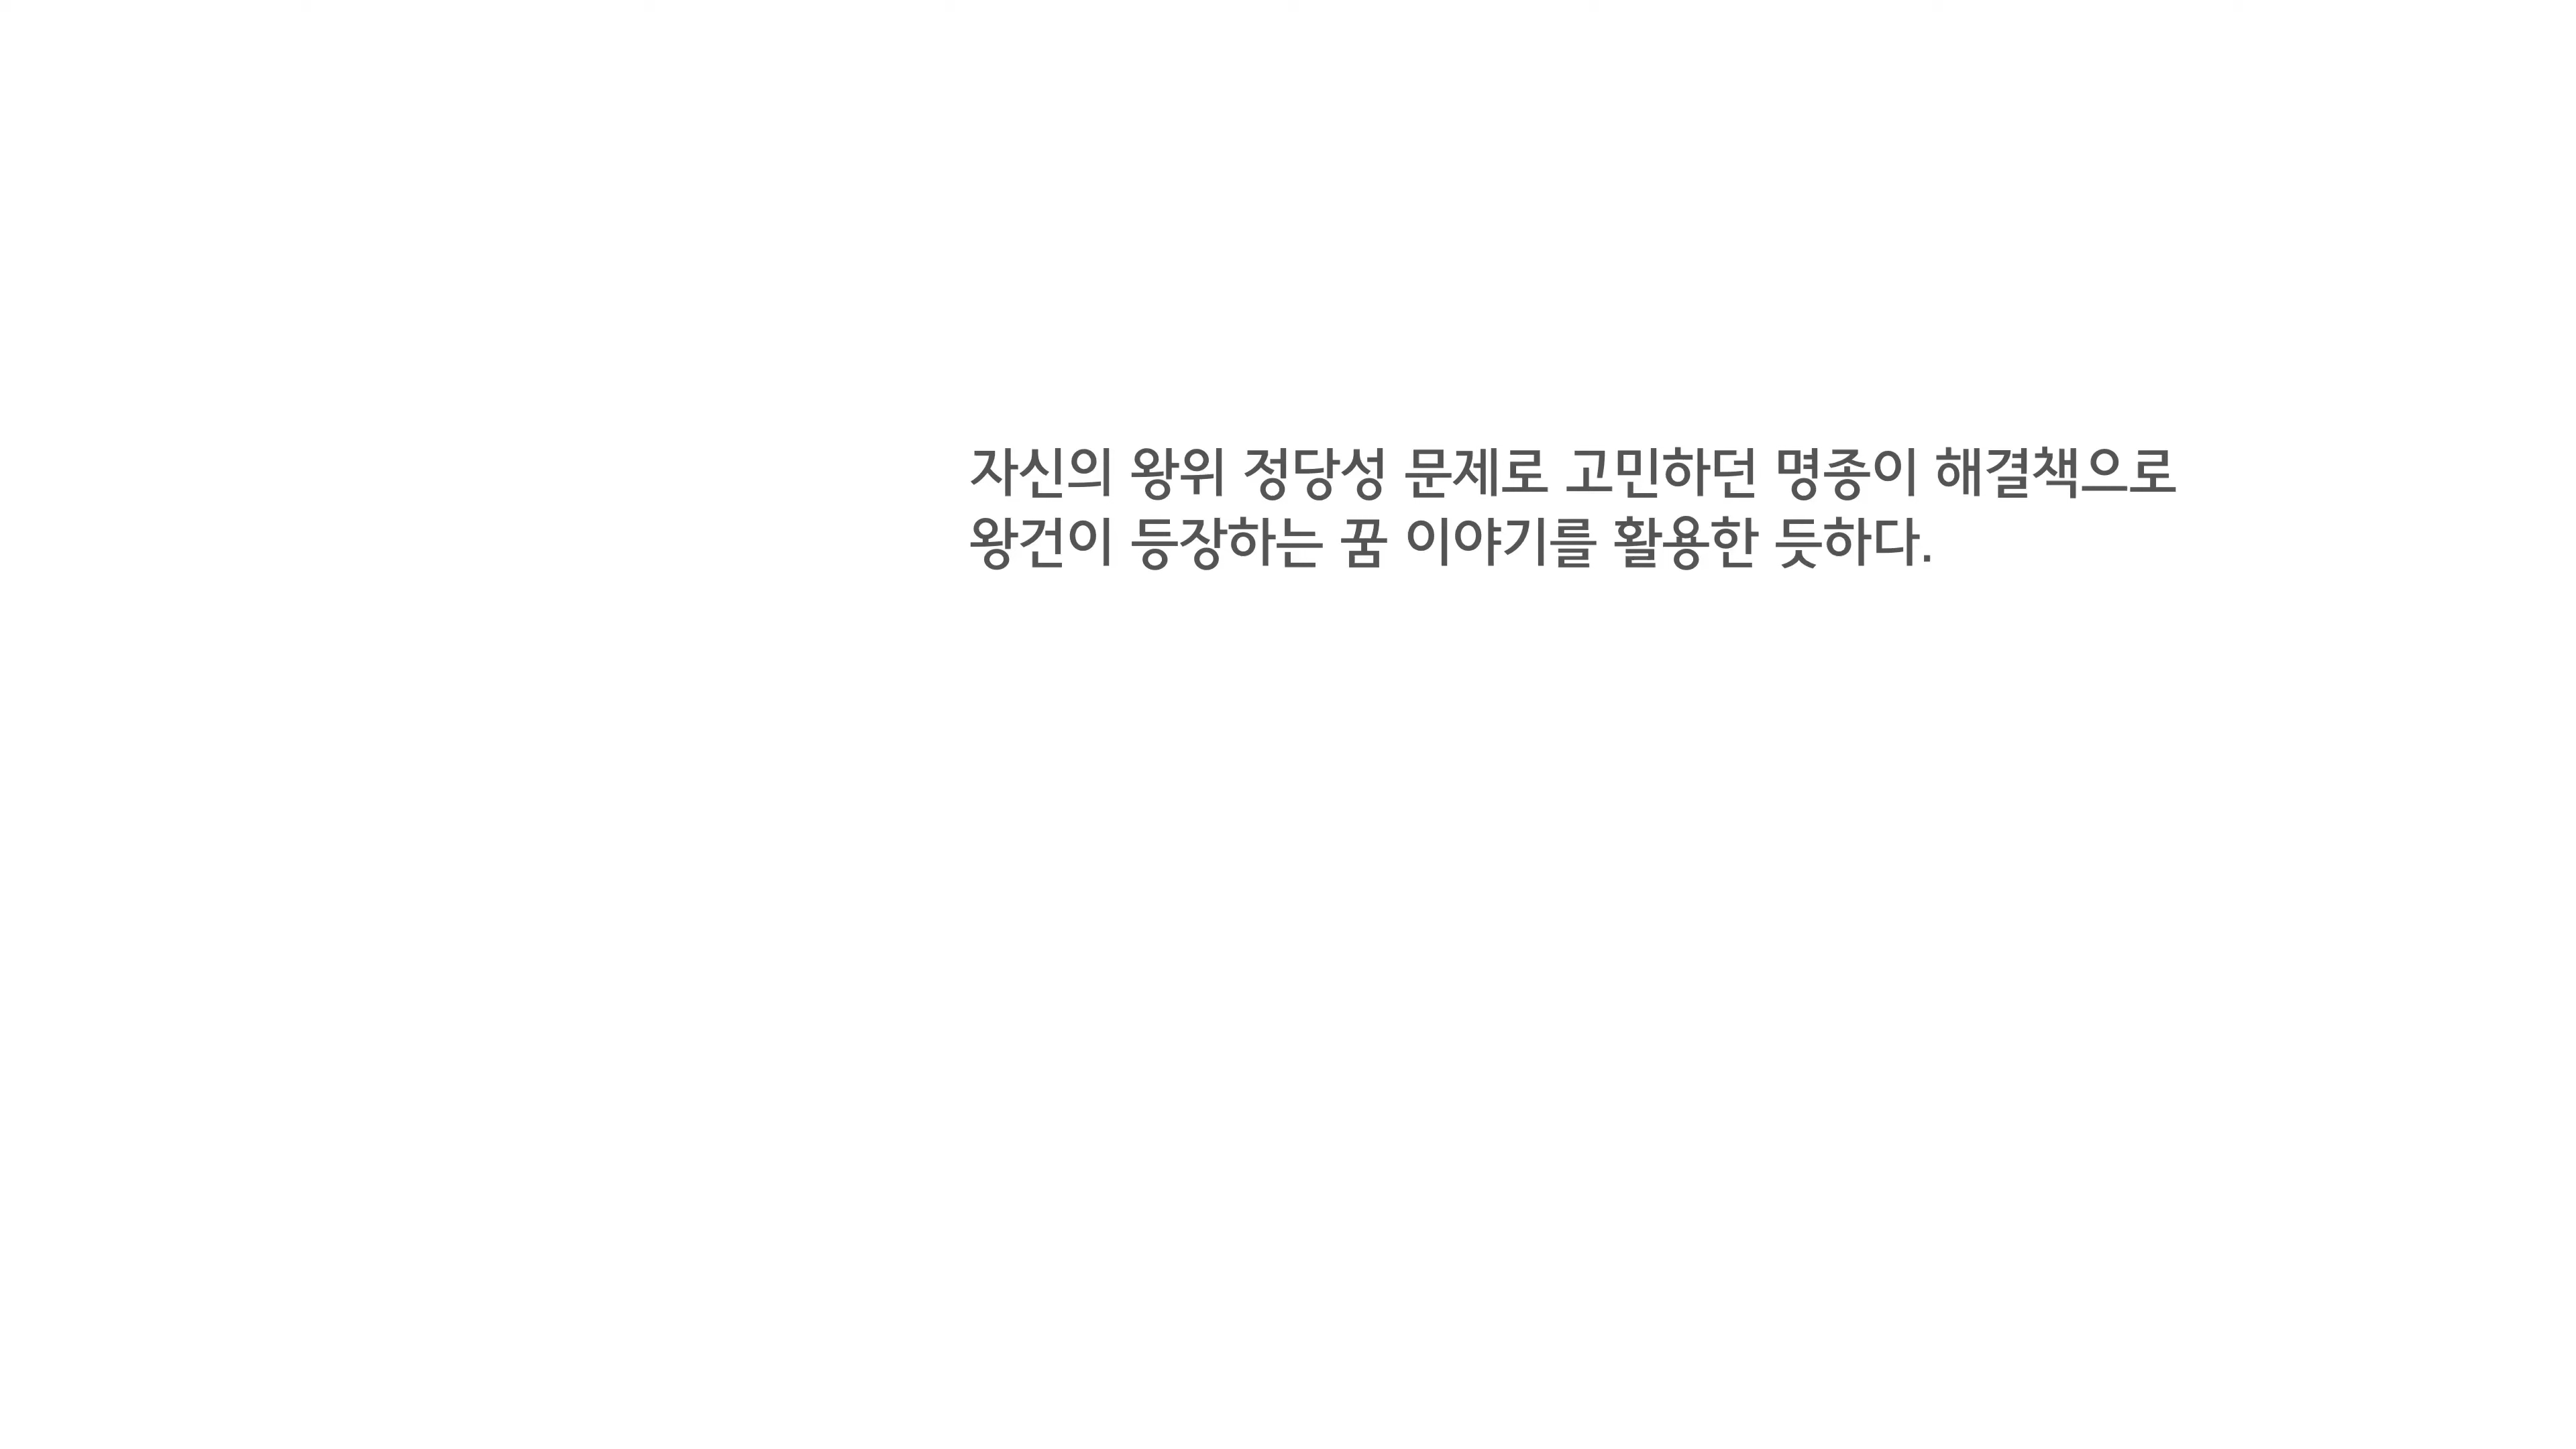 자신의 왕위 정당성 문제로 고민하던 명종이 해결책으로
왕건이 등장하는 꿈 이야기를 활용한 듯하다.